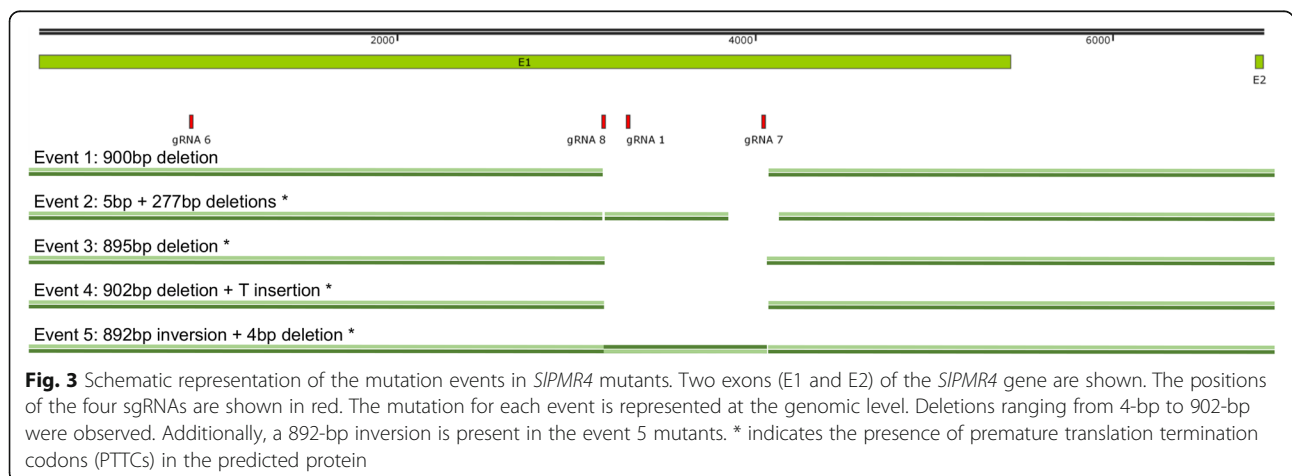 2000 4000 6000
E1
E2
gRNA 6 gRNA 8 gRNA 1 gRNA 7
Event 1: 900bp deletion
Event 2: 5bp + 277bp deletions *
Event 3: 895bp deletion *
Event 4: 902bp deletion + T insertion *
Event 5: 892bp inversion + 4bp deletion *
Fig. 3 Schematic representation of the mutation events in SlPMR4 mutants. Two exons (E1 and E2) of the SlPMR4 gene are shown. The positions
of the four sgRNAs are shown in red. The mutation for each event is represented at the genomic level. Deletions ranging from 4-bp to 902-bp
were observed. Additionally, a 892-bp inversion is present in the event 5 mutants. * indicates the presence of premature translation termination
codons (PTTCs) in the predicted protein